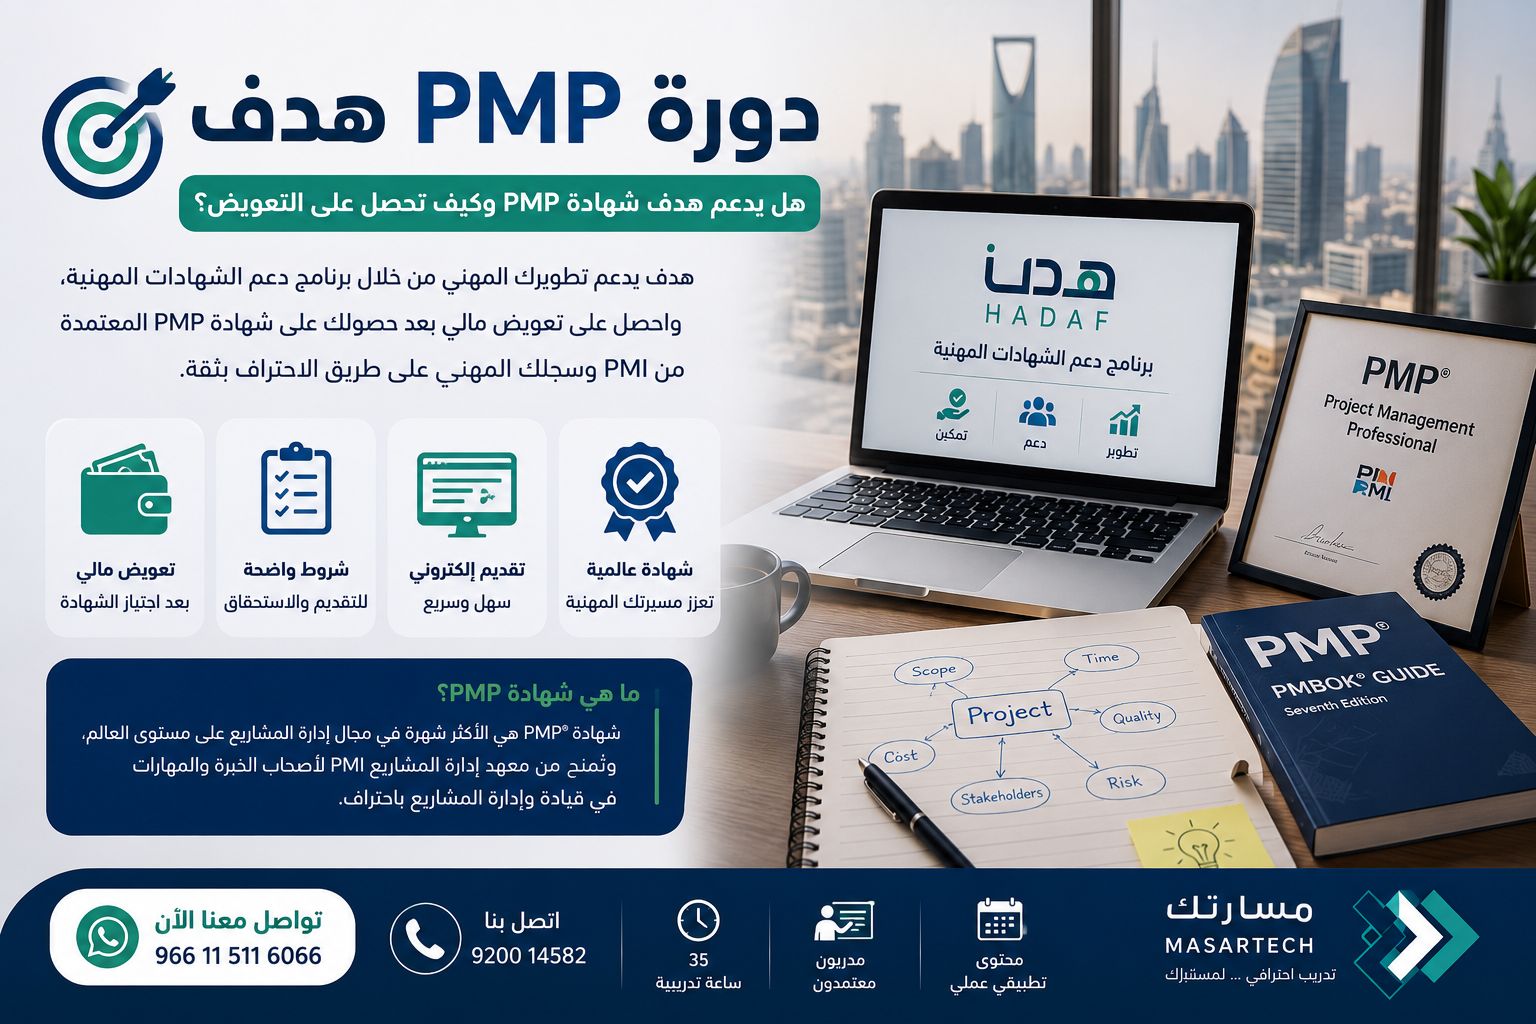 دورة PMP هدف
هل يدعم هدف شهادة PMP وكيف تحصل على التعويض؟
هدف يدعم تطويرك المهني من خلال برنامج دعم الشهادات المهنية،
واحصل على تعويض مالي بعد حصولك على شهادة PMP المعتمدة
من PMI وسجلك المهني على طريق الاحتراف بثقة.
شهادة عالمية
تعزز مسيرتك المهنية
تقديم إلكتروني
سهل وسريع
شروط واضحة
للتقديم والاستحقاق
تعويض مالي
بعد اجتياز الشهادة
ما هي شهادة PMP؟
شهادة PMP® هي الأكثر شهرة في مجال إدارة المشاريع على مستوى العالم،
وتُمنح من معهد إدارة المشاريع PMI لأصحاب الخبرة والمهارات
في قيادة وإدارة المشاريع باحتراف.
هدف
HADAF
برنامج دعم الشهادات المهنية
تطوير
دعم
تمكين
PMP®
Project Management
Professional
Scope
Time
Project
Quality
Cost
Stakeholders
Risk
PMP®
PMBOK® GUIDE
Seventh Edition
مسارتك
MASARTECH
تدريب احترافي ...
محتوى
تطبيقي عملي
مدربون
معتمدون
35
ساعة تدريبية
اتصل بنا
9200 14582
تواصل معنا الأن
966 11 511 6066